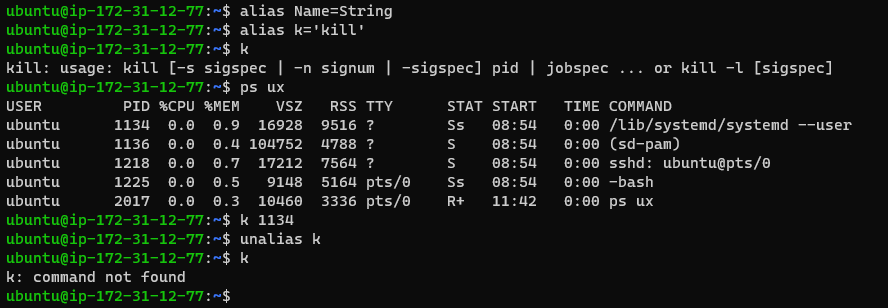 ubuntu@ip-172-31-12-77:~$ alias Name=String
ubuntu@ip-172-31-12-77:~$ alias k='kill'
ubuntu@ip-172-31-12-77:~$ k
kill: usage: kill [-s sigspec | -n signum | -sigspec] pid | jobspec ... or kill -l [sigspec]
ubuntu@ip-172-31-12-77:~$ ps ux
USER         PID %CPU %MEM    VSZ   RSS TTY      STAT START   TIME COMMAND
ubuntu      1134  0.0  0.9  16928  9516 ?        Ss   08:54   0:00 /lib/systemd/systemd --user
ubuntu      1136  0.0  0.4 104752  4788 ?        S    08:54   0:00 (sd-pam)
ubuntu      1218  0.0  0.7  17212  7564 ?        S    08:54   0:00 sshd: ubuntu@pts/0
ubuntu      1225  0.0  0.5   9148  5164 pts/0    Ss   08:54   0:00 -bash
ubuntu      2017  0.3  0.3  10460  3336 pts/0    R+   11:42   0:00 ps ux
ubuntu@ip-172-31-12-77:~$ k 1134
ubuntu@ip-172-31-12-77:~$ unalias k
ubuntu@ip-172-31-12-77:~$ k
k: command not found
ubuntu@ip-172-31-12-77:~$